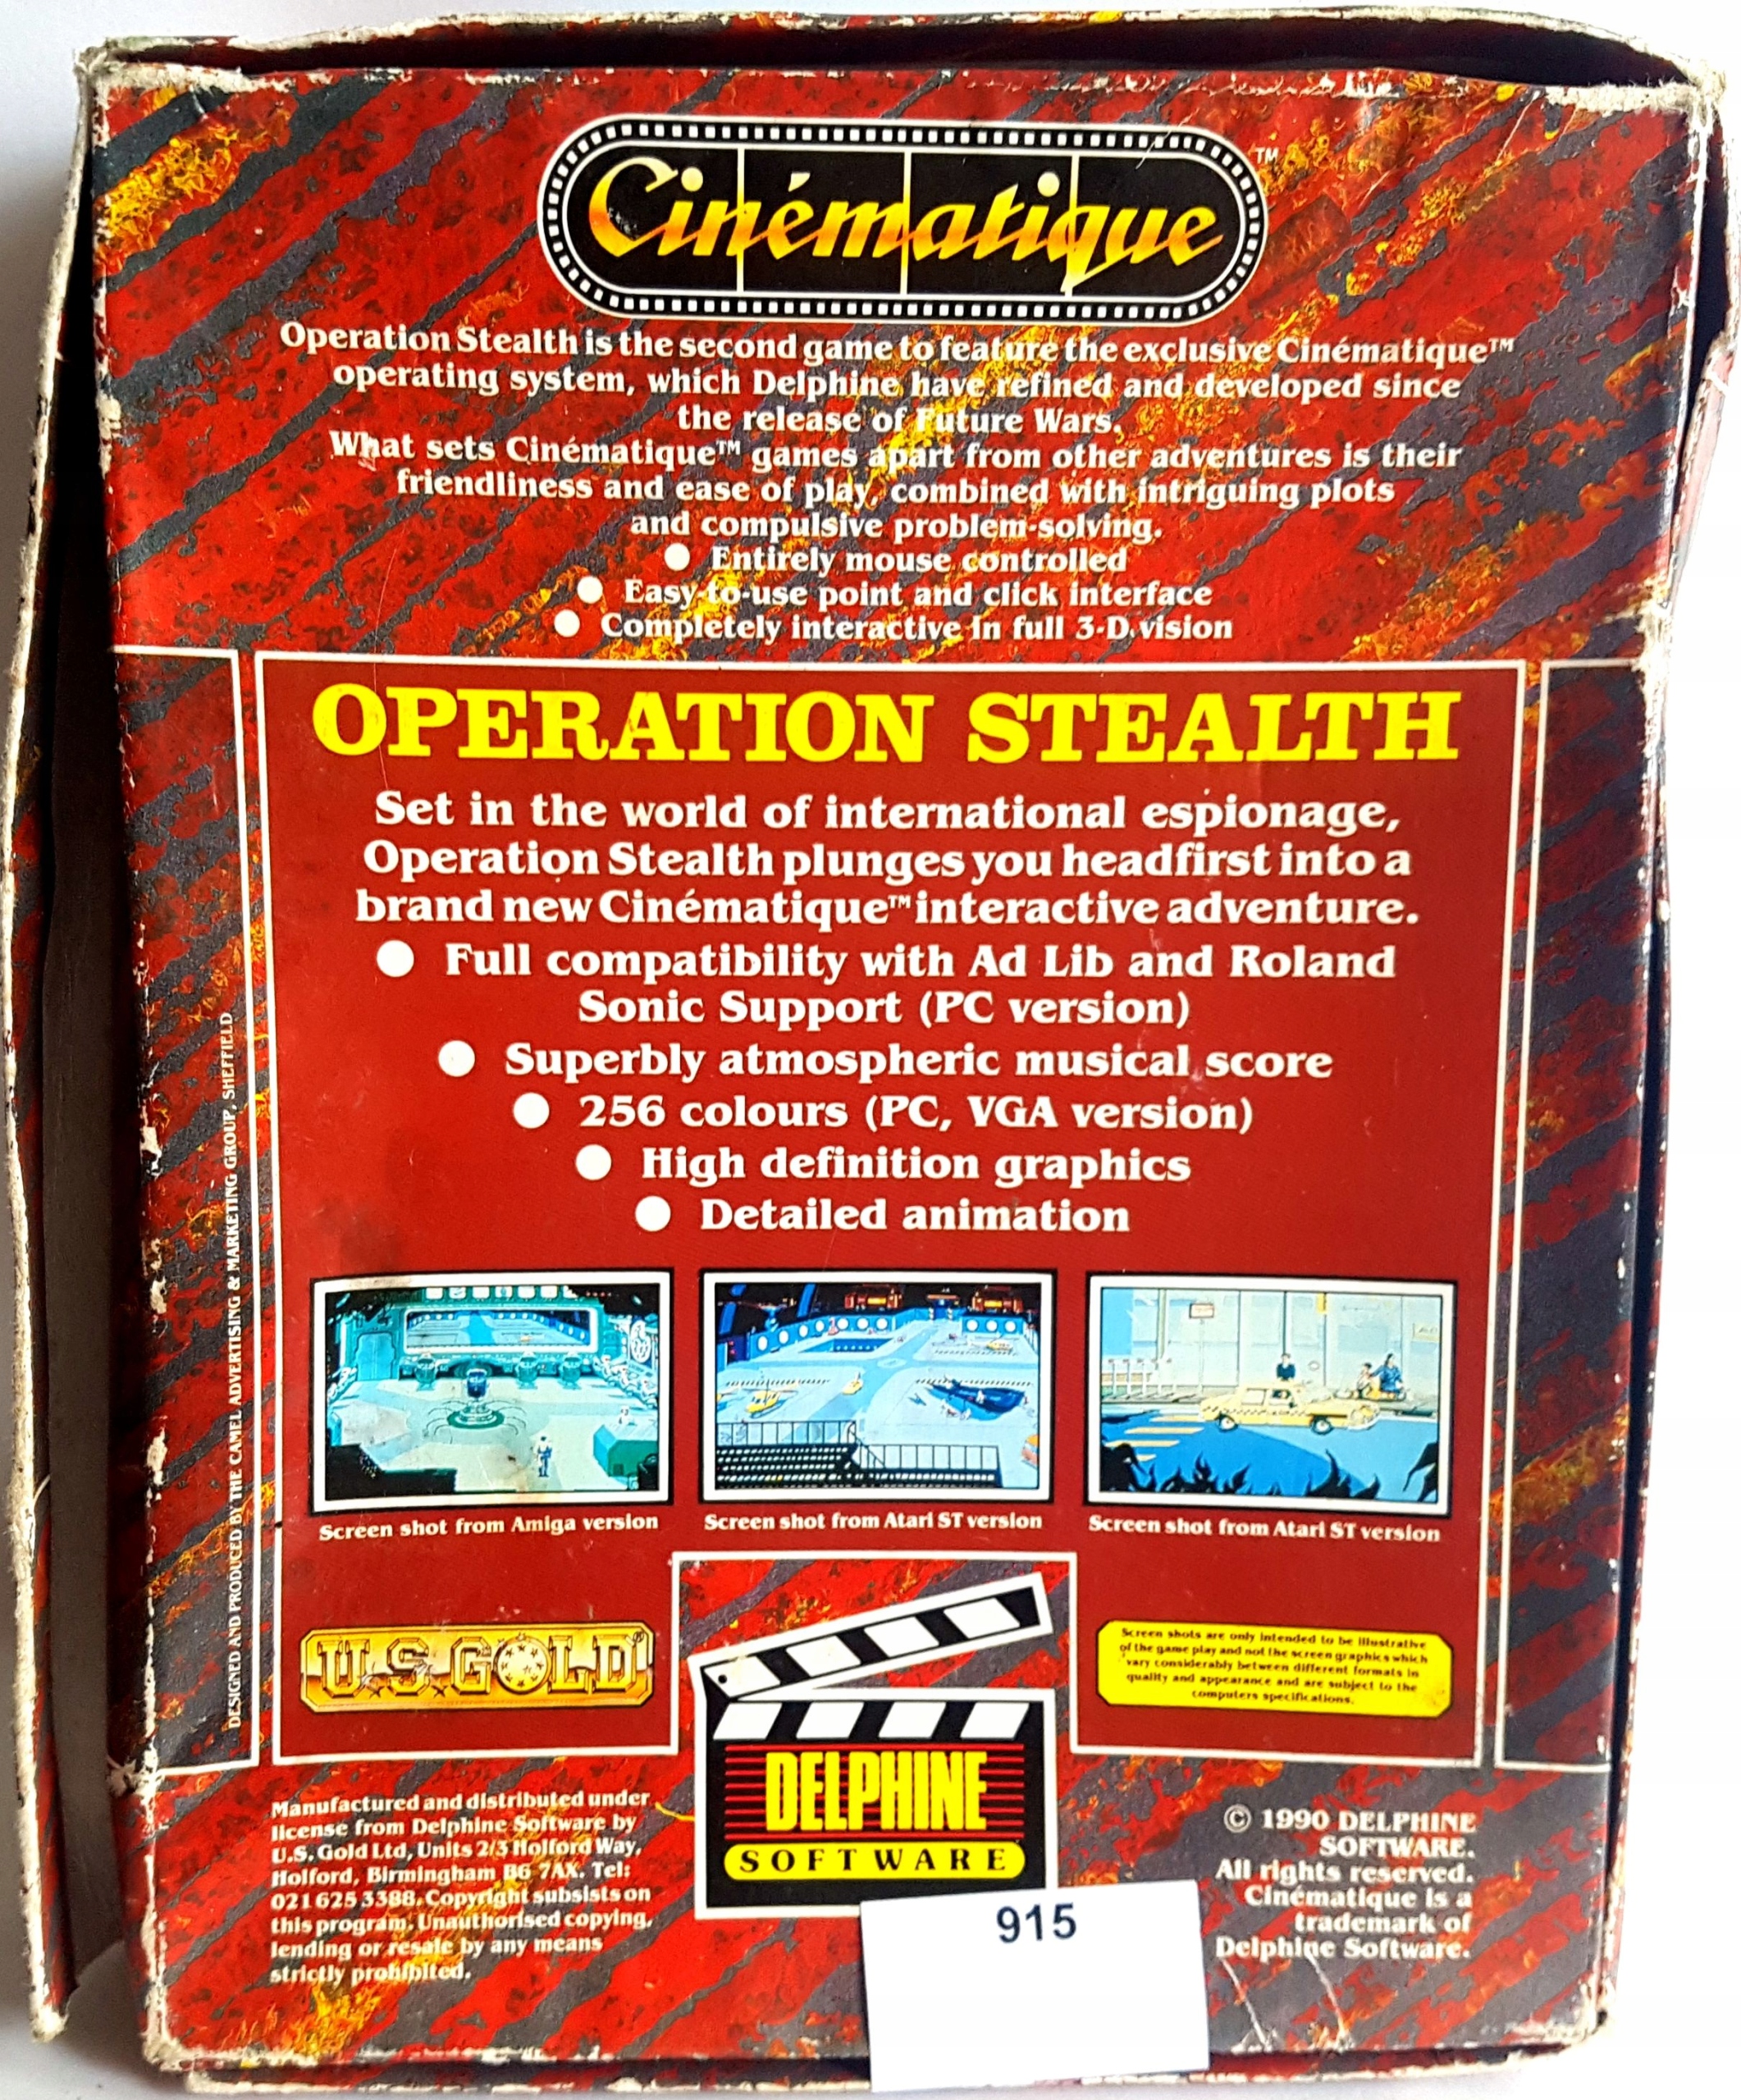 Cinématique™
Operation Stealth is the second game to feature the exclusive Cinématique™
operating system, which Delphine have refined and developed since
the release of Future Wars.
What sets Cinématique™ games apart from other adventures is their
friendliness and ease of play, combined with intriguing plots
and compulsive problem-solving.
● Entirely mouse controlled
● Easy-to-use point and click interface
● Completely interactive in full 3-D vision
OPERATION STEALTH
Set in the world of international espionage,
Operation Stealth plunges you headfirst into a
brand new Cinématique™ interactive adventure.
● Full compatibility with Ad Lib and Roland
Sonic Support (PC version)
● Superbly atmospheric musical score
● 256 colours (PC, VGA version)
● High definition graphics
● Detailed animation
Screen shot from Amiga version
Screen shot from Atari ST version
Screen shot from Atari ST version
DESIGNED AND PRODUCED BY THE CAMEL ADVERTISING & MARKETING GROUP, SHEFFIELD
U.S. GOLD®
Screen shots are only intended to be illustrative
of the game play and not the screen graphics which
vary considerably between different formats in
quality and appearance and are subject to the
computers specifications.
DELPHINE
SOFTWARE
Manufactured and distributed under
license from Delphine Software by
U.S. Gold Ltd, Units 2/3 Holford Way,
Holford, Birmingham B6 7AX. Tel:
021 625 3388. Copyright subsists on
this program. Unauthorised copying,
lending or resale by any means
strictly prohibited.
© 1990 DELPHINE
SOFTWARE.
All rights reserved.
Cinématique is a
trademark of
Delphine Software.
915